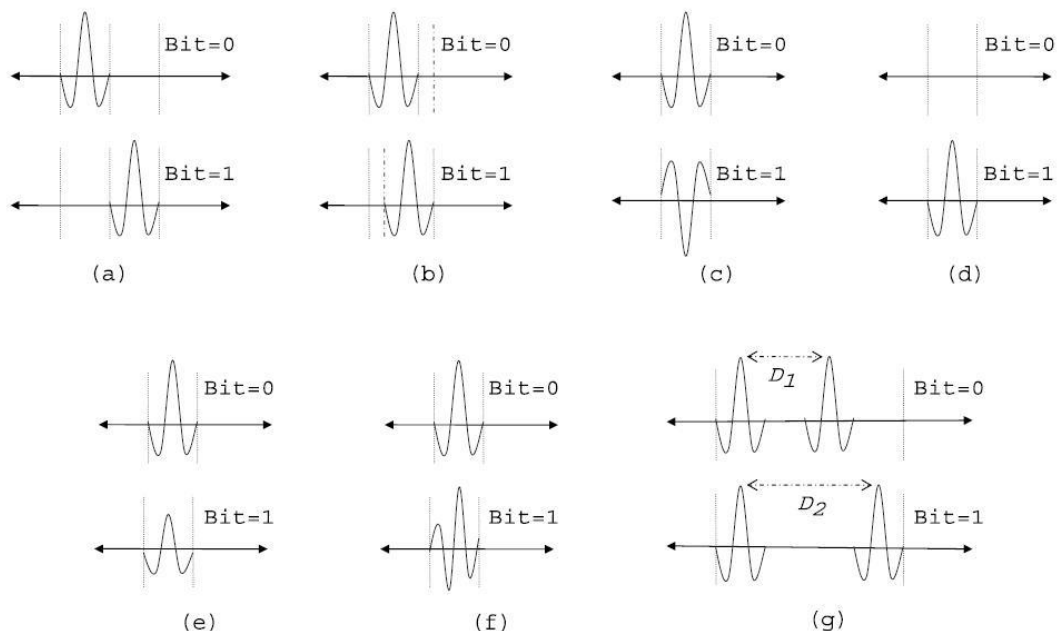 Bit=0 Bit=0 Bit=0 Bit=0
Bit=1 Bit=1 Bit=1 Bit=1
(a) (b) (c) (d)
D1
Bit=0 Bit=0 Bit=0
D2
Bit=1 Bit=1 Bit=1
(e) (f) (g)